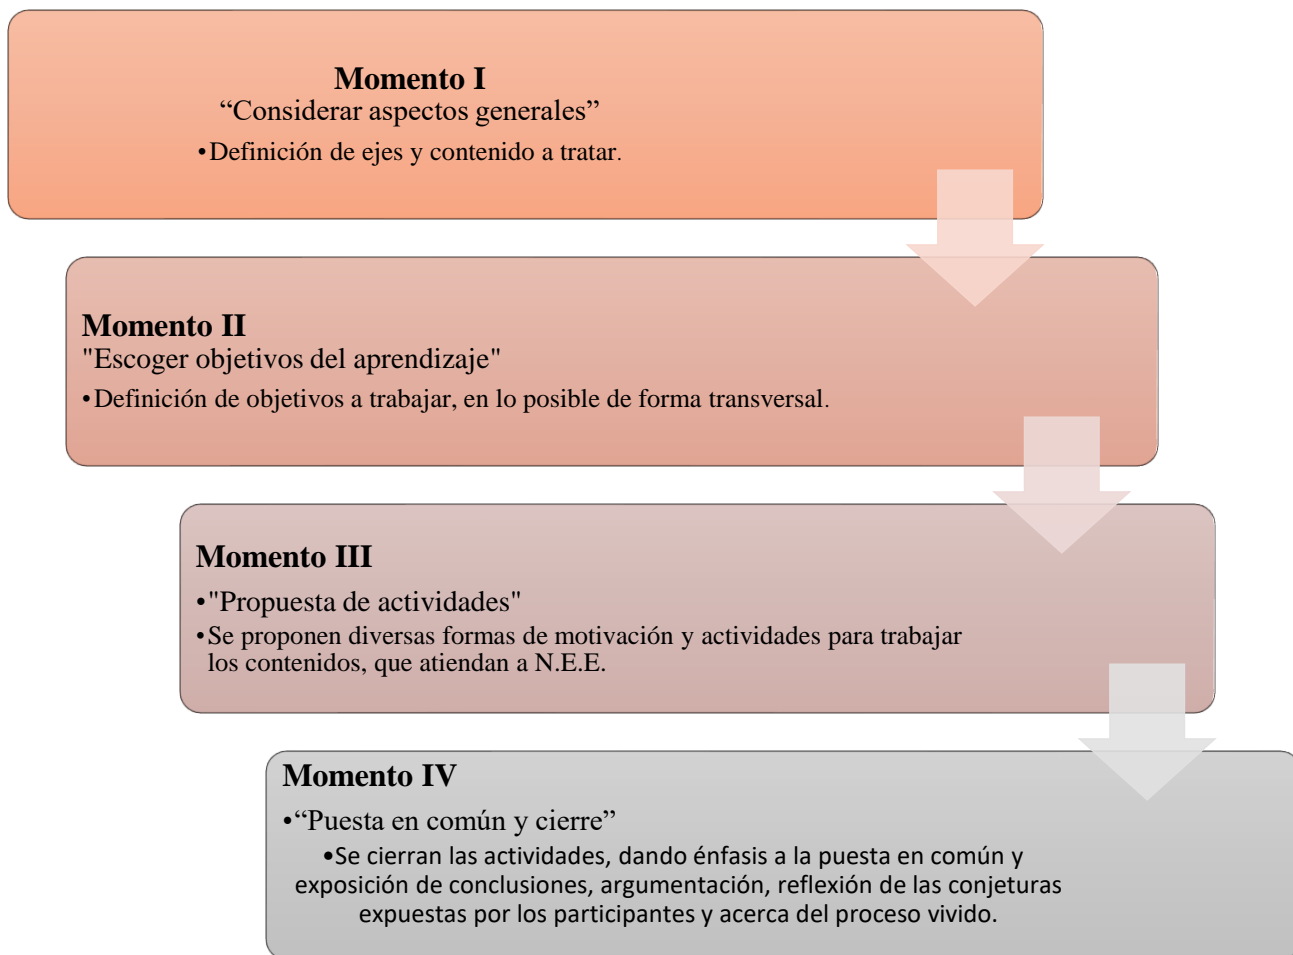 Momento I
“Considerar aspectos generales”
•Definición de ejes y contenido a tratar.
Momento II
"Escoger objetivos del aprendizaje"
•Definición de objetivos a trabajar, en lo posible de forma transversal.
Momento III
•"Propuesta de actividades"
•Se proponen diversas formas de motivación y actividades para trabajar
los contenidos, que atiendan a N.E.E.
Momento IV
•“Puesta en común y cierre”
•Se cierran las actividades, dando énfasis a la puesta en común y
exposición de conclusiones, argumentación, reflexión de las conjeturas
expuestas por los participantes y acerca del proceso vivido.